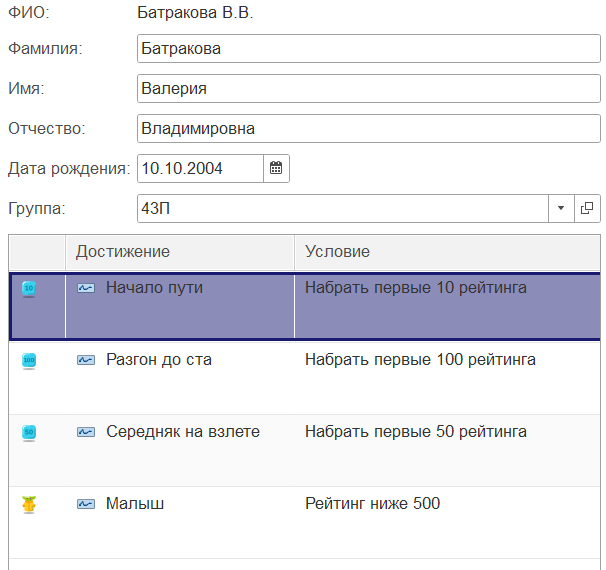 ФИО: Батракова В.В.
Фамилия: Батракова
Имя: Валерия
Отчество: Владимировна
Дата рождения: 10.10.2004
Группа: 43П
Достижение Условие
10 Начало пути Набрать первые 10 рейтинга
100 Разгон до ста Набрать первые 100 рейтинга
50 Середняк на взлете Набрать первые 50 рейтинга
Малыш Рейтинг ниже 500